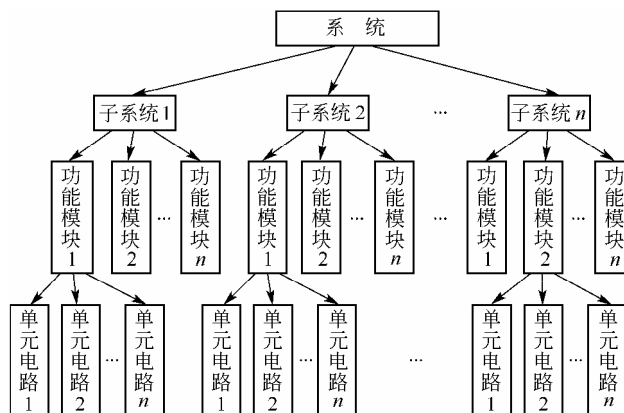 系 统
子系统1
子系统2
...
子系统n
功能模块1
功能模块2
...
功能模块n
功能模块1
功能模块2
...
功能模块n
...
功能模块1
功能模块2
...
功能模块n
单元电路1
单元电路2
...
单元电路n
单元电路1
单元电路2
...
单元电路n
...
单元电路1
单元电路2
...
单元电路n